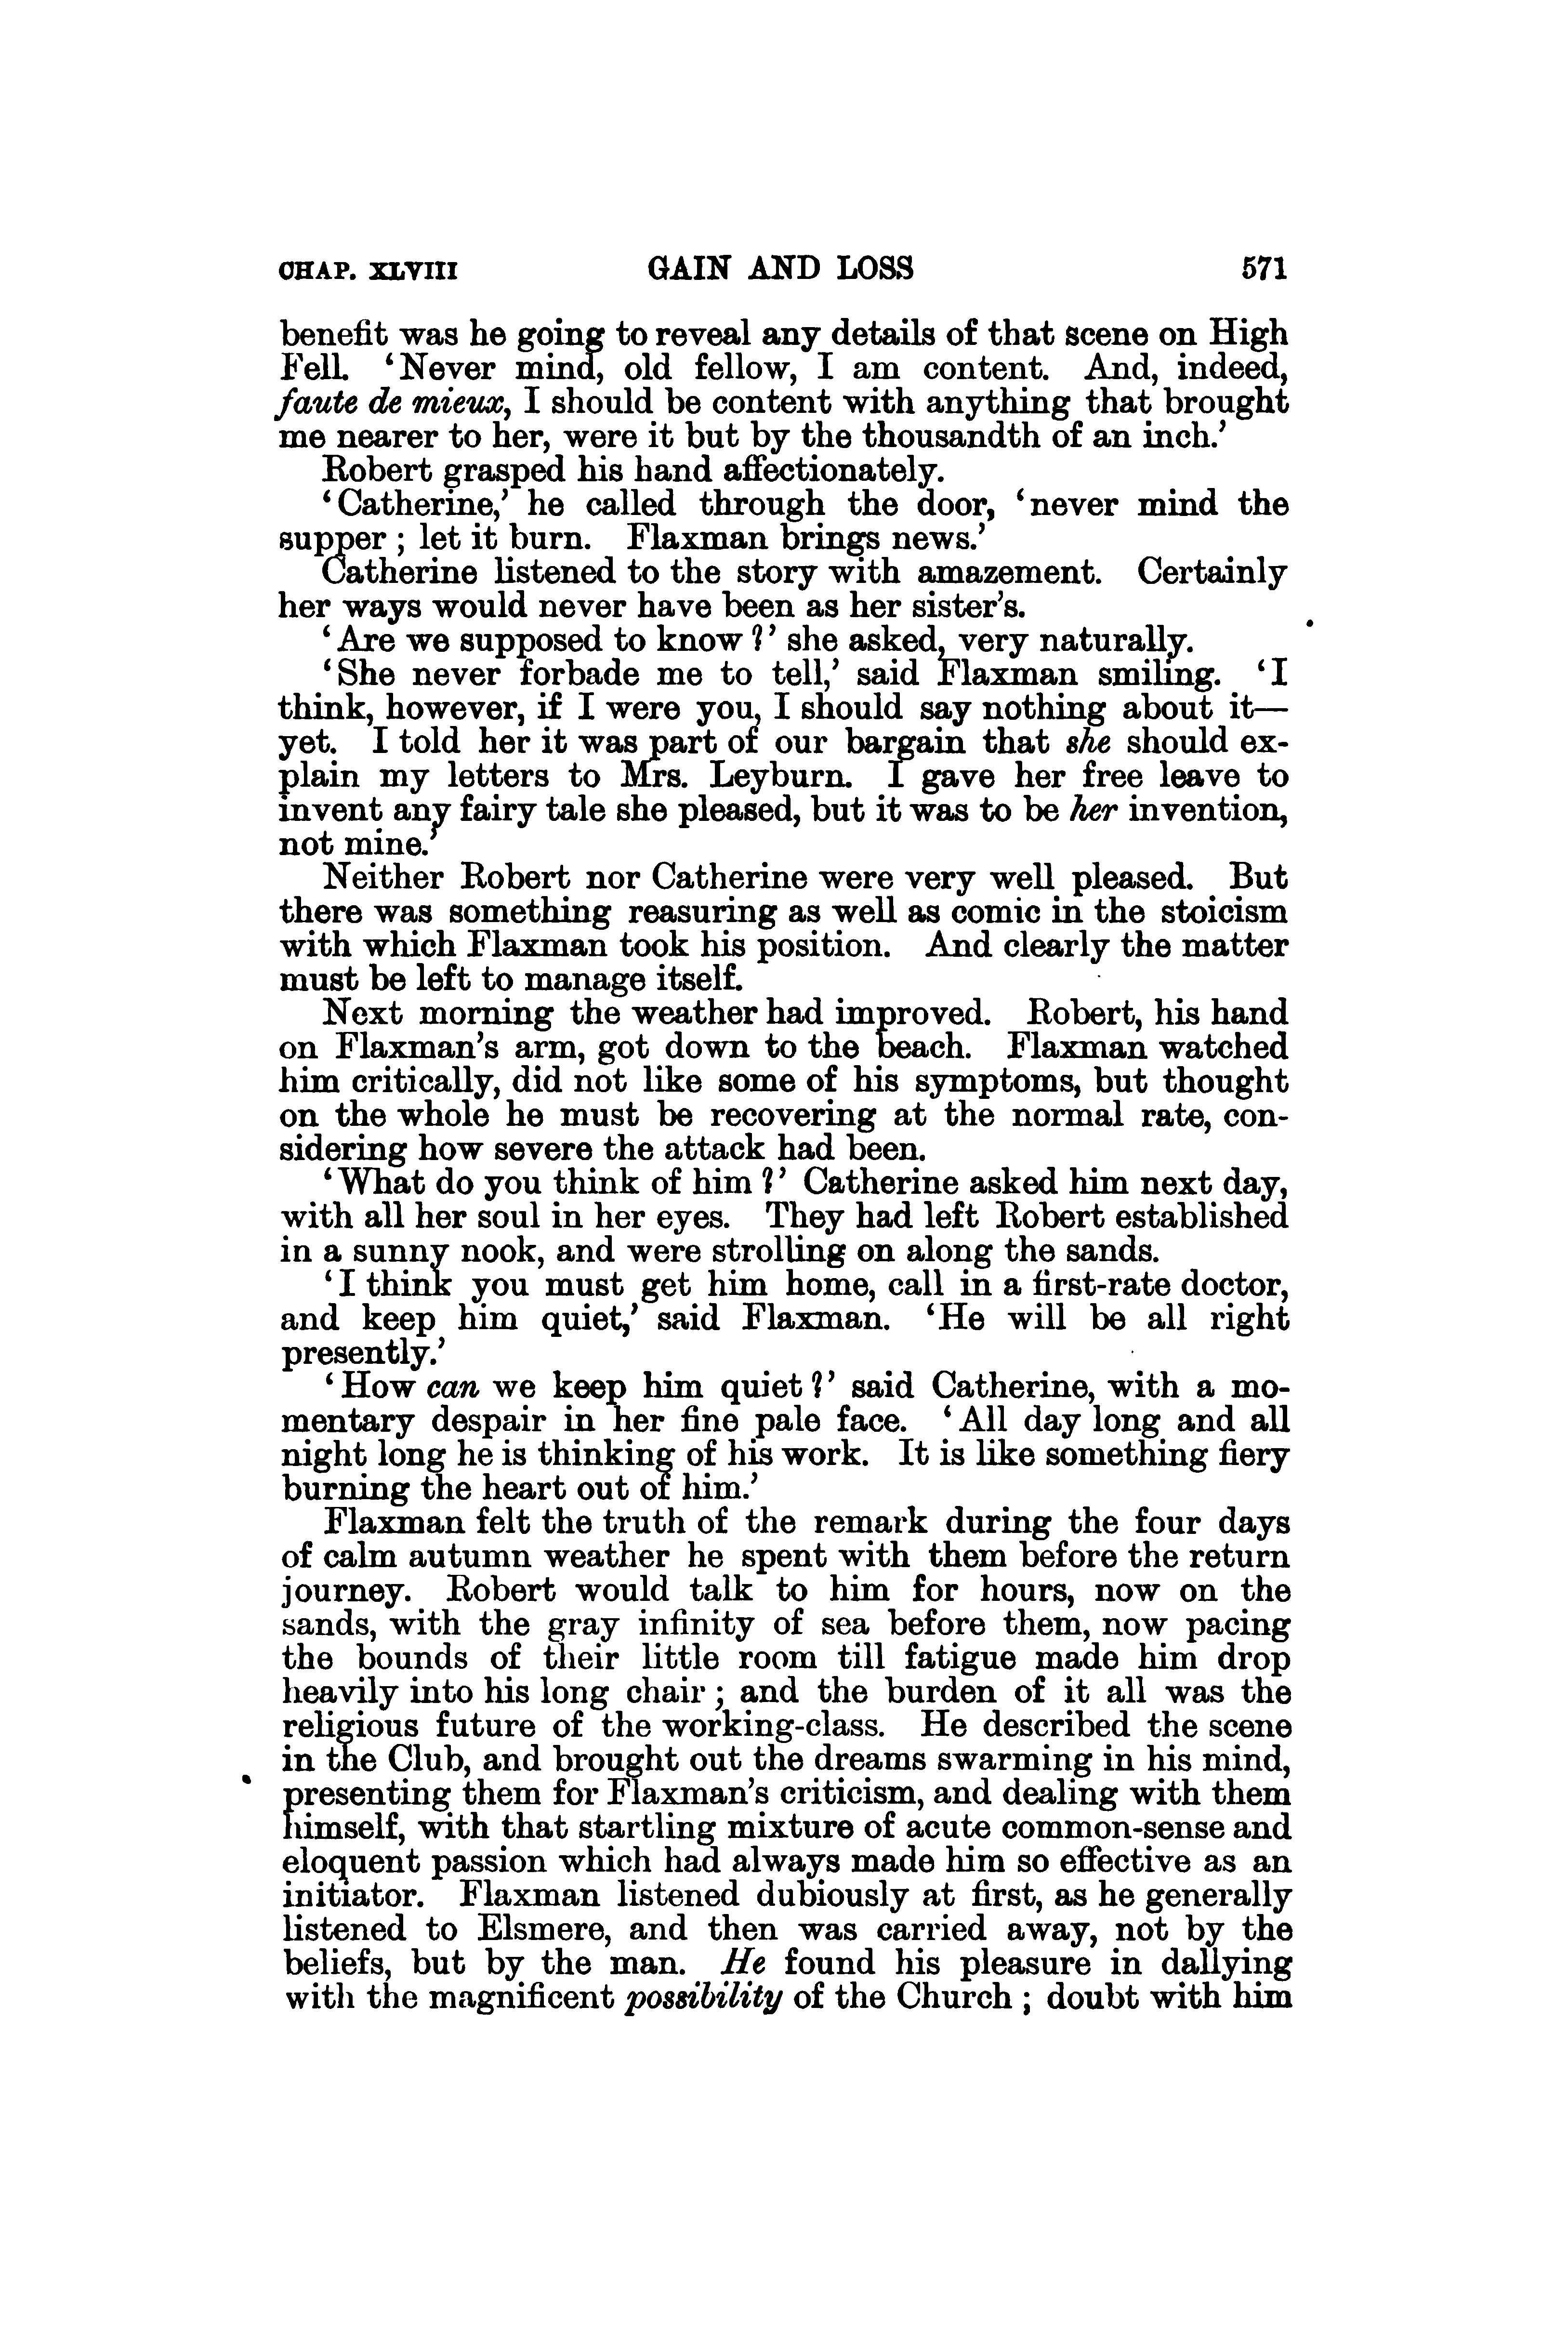 CHAP. XLVIII GAIN AND LOSS 571
benefit was he going to reveal any details of that scene on High
Fell. ‘Never mind, old fellow, I am content. And, indeed,
faute de mieux, I should be content with anything that brought
me nearer to her, were it but by the thousandth of an inch.’
Robert grasped his hand affectionately.
‘Catherine,’ he called through the door, ‘never mind the
supper ; let it burn. Flaxman brings news.’
Catherine listened to the story with amazement. Certainly
her ways would never have been as her sister’s.
‘Are we supposed to know ?’ she asked, very naturally.
‘She never forbade me to tell,’ said Flaxman smiling. ‘I
think, however, if I were you, I should say nothing about it—
yet. I told her it was part of our bargain that she should ex-
plain my letters to Mrs. Leyburn. I gave her free leave to
invent any fairy tale she pleased, but it was to be her invention,
not mine.’
Neither Robert nor Catherine were very well pleased. But
there was something reasuring as well as comic in the stoicism
with which Flaxman took his position. And clearly the matter
must be left to manage itself.
Next morning the weather had improved. Robert, his hand
on Flaxman’s arm, got down to the beach. Flaxman watched
him critically, did not like some of his symptoms, but thought
on the whole he must be recovering at the normal rate, con-
sidering how severe the attack had been.
‘What do you think of him ?’ Catherine asked him next day,
with all her soul in her eyes. They had left Robert established
in a sunny nook, and were strolling on along the sands.
‘I think you must get him home, call in a first-rate doctor,
and keep him quiet,’ said Flaxman. ‘He will be all right
presently.’
‘How can we keep him quiet ?’ said Catherine, with a mo-
mentary despair in her fine pale face. ‘All day long and all
night long he is thinking of his work. It is like something fiery
burning the heart out of him.’
Flaxman felt the truth of the remark during the four days
of calm autumn weather he spent with them before the return
journey. Robert would talk to him for hours, now on the
sands, with the gray infinity of sea before them, now pacing
the bounds of their little room till fatigue made him drop
heavily into his long chair ; and the burden of it all was the
religious future of the working-class. He described the scene
in the Club, and brought out the dreams swarming in his mind,
presenting them for Flaxman’s criticism, and dealing with them
himself, with that startling mixture of acute common-sense and
eloquent passion which had always made him so effective as an
initiator. Flaxman listened dubiously at first, as he generally
listened to Elsmere, and then was carried away, not by the
beliefs, but by the man. He found his pleasure in dallying
with the magnificent possibility of the Church ; doubt with him